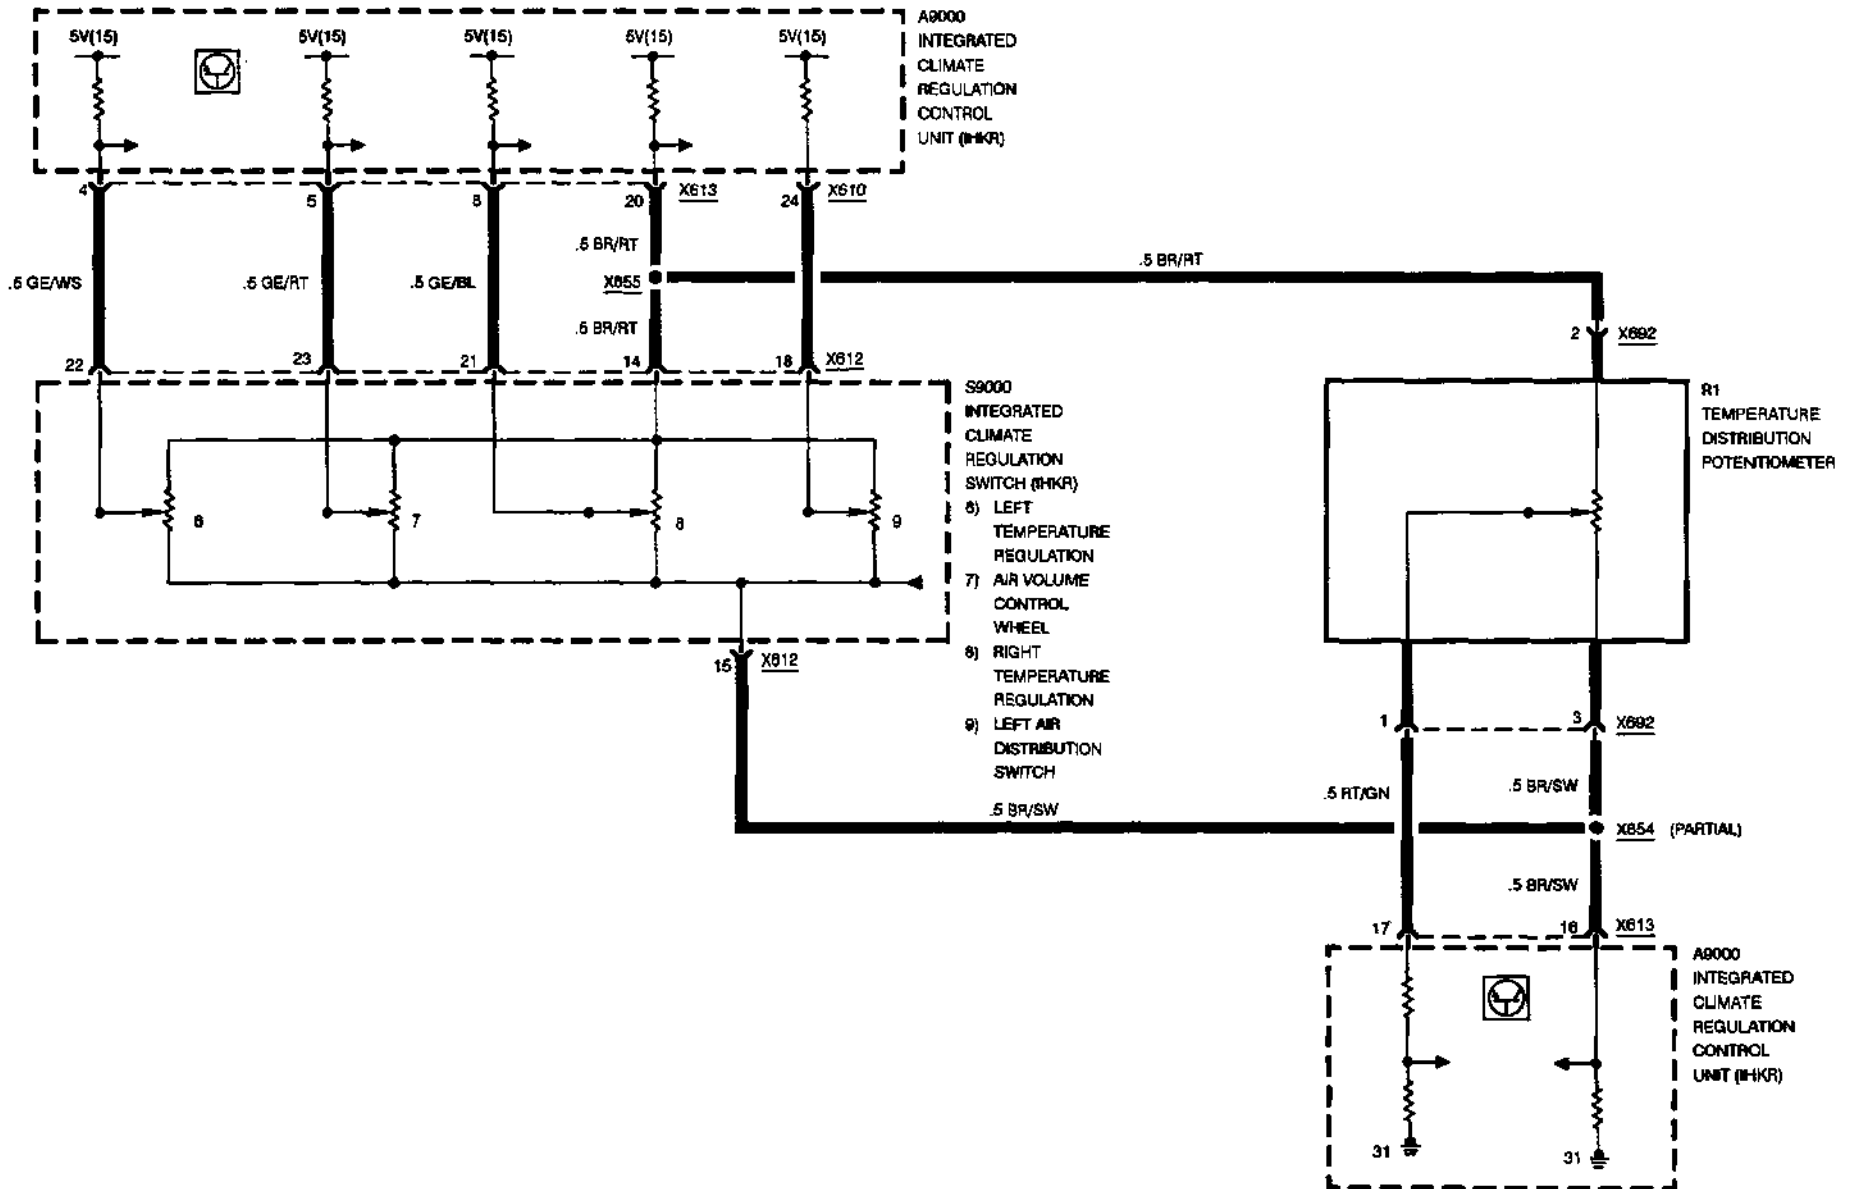 5V(15) 5V(15) 5V(15) 5V(15) 5V(15)
A9000
INTEGRATED
CLIMATE
REGULATION
CONTROL
UNIT (IHKR)
4 5 8 20 X613 24 X610
.5 BR/RT
.5 GE/WS .5 GE/RT .5 GE/BL X655 .5 BR/RT
.5 BR/RT
22 23 21 14 18 X612
2 X692
S9000
INTEGRATED
CLIMATE
REGULATION
SWITCH (IHKR)
6) LEFT
TEMPERATURE
REGULATION
7) AIR VOLUME
CONTROL
WHEEL
8) RIGHT
TEMPERATURE
REGULATION
9) LEFT AIR
DISTRIBUTION
SWITCH
6 7 8 9
R1
TEMPERATURE
DISTRIBUTION
POTENTIOMETER
15 X612
1 3 X692
.5 RT/GN .5 BR/SW
.5 BR/SW
X654 (PARTIAL)
.5 BR/SW
17 16 X613
A9000
INTEGRATED
CLIMATE
REGULATION
CONTROL
UNIT (IHKR)
31 31